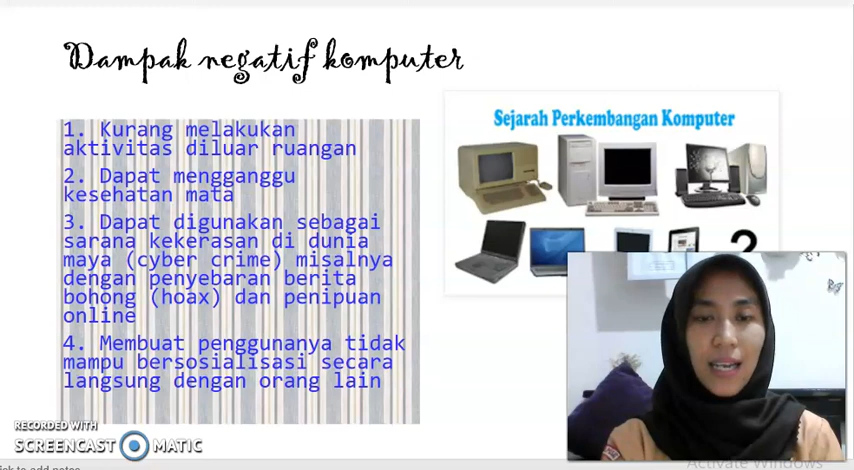 Dampak negatif komputer
1. Kurang melakukan
aktivitas diluar ruangan
2. Dapat mengganggu
kesehatan mata
3. Dapat digunakan sebagai
sarana kekerasan di dunia
maya (cyber crime) misalnya
dengan penyebaran berita
bohong (hoax) dan penipuan
online
4. Membuat penggunanya tidak
mampu bersosialisasi secara
langsung dengan orang lain
Sejarah Perkembangan Komputer
?
RECORDED WITH
SCREENCAST MATIC
Activate Windows